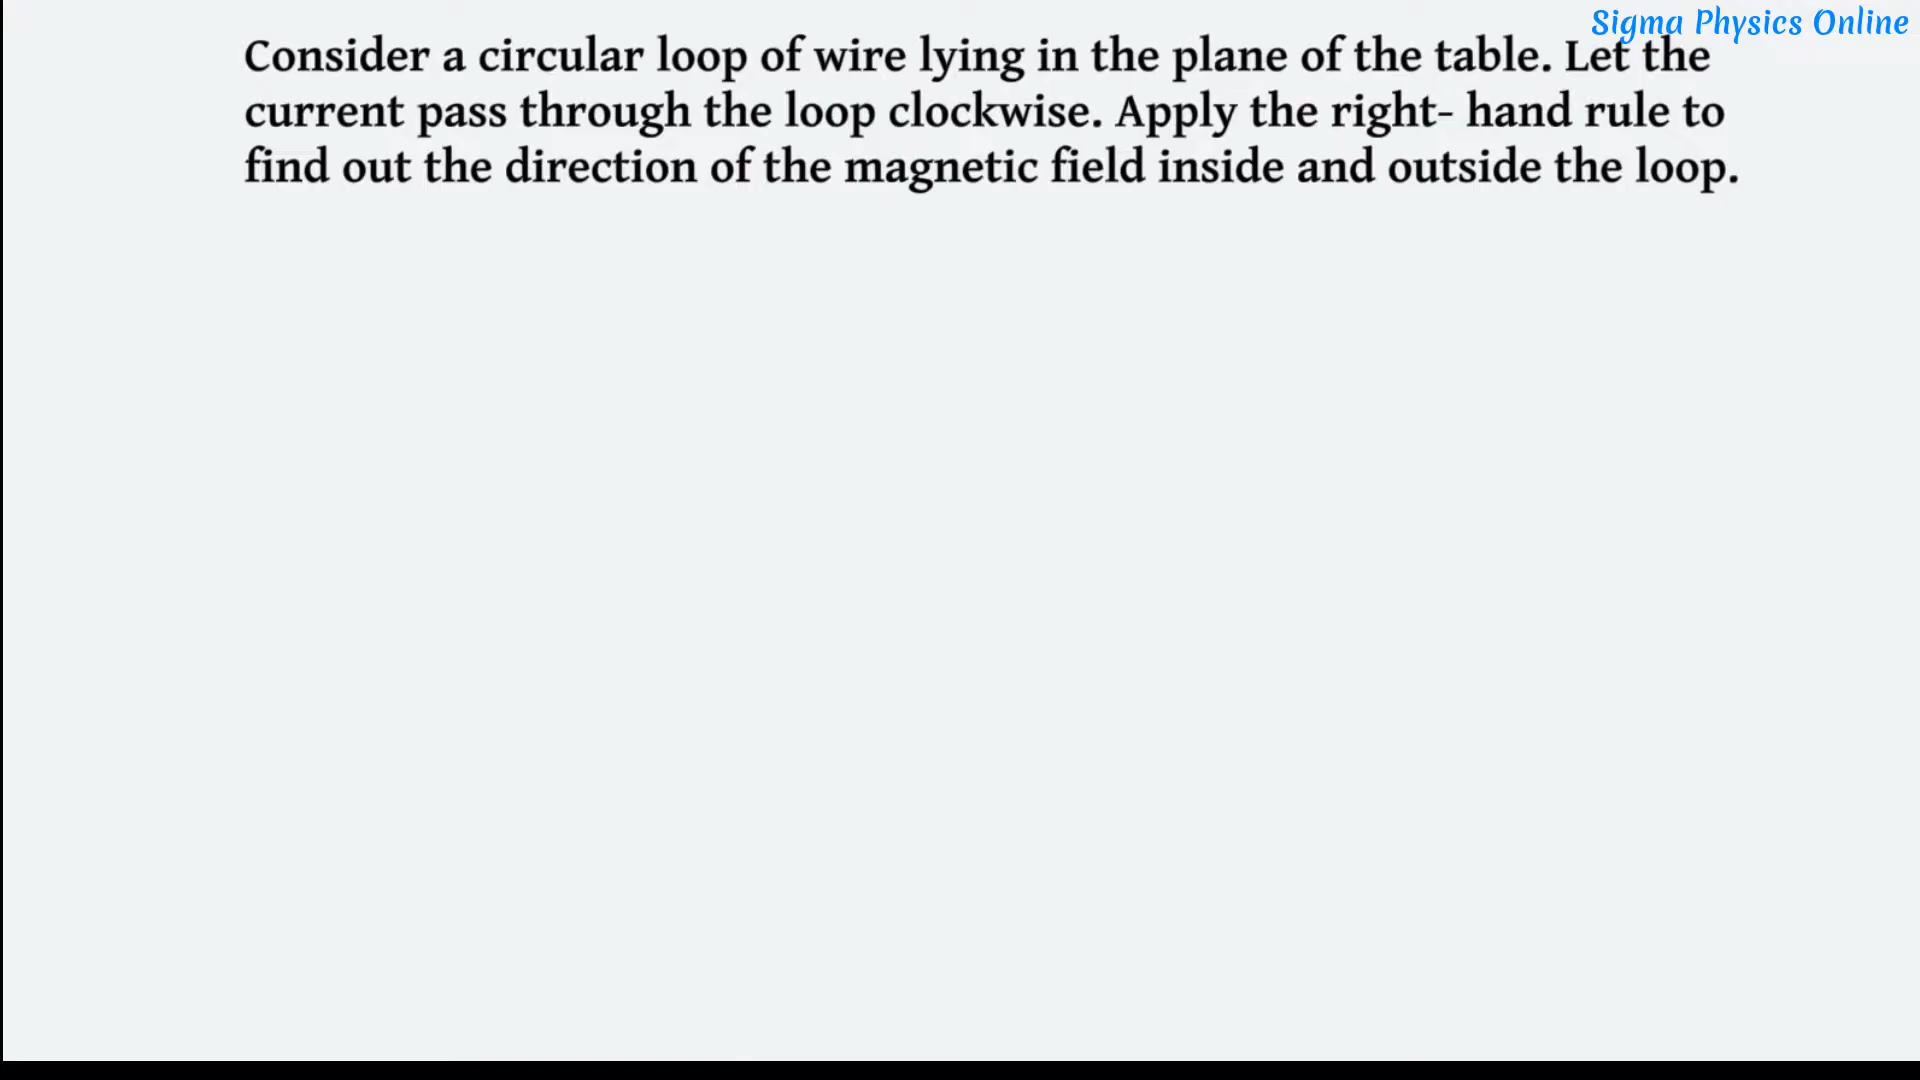 Sigma Physics Online
Consider a circular loop of wire lying in the plane of the table. Let the
current pass through the loop clockwise. Apply the right- hand rule to
find out the direction of the magnetic field inside and outside the loop.